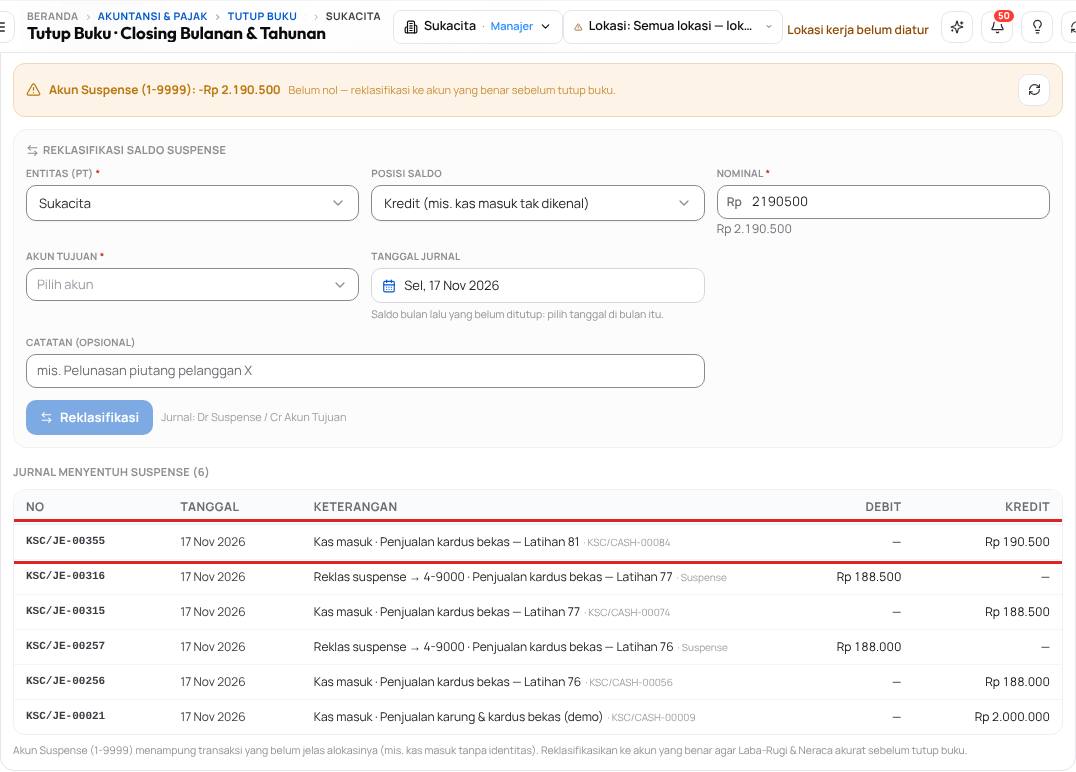 BERANDA > AKUNTANSI & PAJAK > TUTUP BUKU > SUKACITA
Tutup Buku · Closing Bulanan & Tahunan
Sukacita · Manajer
Lokasi: Semua lokasi — lok...
Lokasi kerja belum diatur
50
Akun Suspense (1-9999): -Rp 2.190.500 Belum nol — reklasifikasi ke akun yang benar sebelum tutup buku.
REKLASIFIKASI SALDO SUSPENSE
ENTITAS (PT) * POSISI SALDO NOMINAL *
Sukacita Kredit (mis. kas masuk tak dikenal) Rp 2190500
Rp 2.190.500
AKUN TUJUAN * TANGGAL JURNAL
Pilih akun Sel, 17 Nov 2026
Saldo bulan lalu yang belum ditutup: pilih tanggal di bulan itu.
CATATAN (OPSIONAL)
mis. Pelunasan piutang pelanggan X
Reklasifikasi Jurnal: Dr Suspense / Cr Akun Tujuan
JURNAL MENYENTUH SUSPENSE (6)
NO TANGGAL KETERANGAN DEBIT KREDIT
KSC/JE-00355 17 Nov 2026 Kas masuk · Penjualan kardus bekas — Latihan 81 · KSC/CASH-00084 — Rp 190.500
KSC/JE-00316 17 Nov 2026 Reklas suspense → 4-9000 · Penjualan kardus bekas — Latihan 77 · Suspense Rp 188.500 —
KSC/JE-00315 17 Nov 2026 Kas masuk · Penjualan kardus bekas — Latihan 77 · KSC/CASH-00074 — Rp 188.500
KSC/JE-00257 17 Nov 2026 Reklas suspense → 4-9000 · Penjualan kardus bekas — Latihan 76 · Suspense Rp 188.000 —
KSC/JE-00256 17 Nov 2026 Kas masuk · Penjualan kardus bekas — Latihan 76 · KSC/CASH-00056 — Rp 188.000
KSC/JE-00021 17 Nov 2026 Kas masuk · Penjualan karung & kardus bekas (demo) · KSC/CASH-00009 — Rp 2.000.000
Akun Suspense (1-9999) menampung transaksi yang belum jelas alokasinya (mis. kas masuk tanpa identitas). Reklasifikasikan ke akun yang benar agar Laba-Rugi & Neraca akurat sebelum tutup buku.